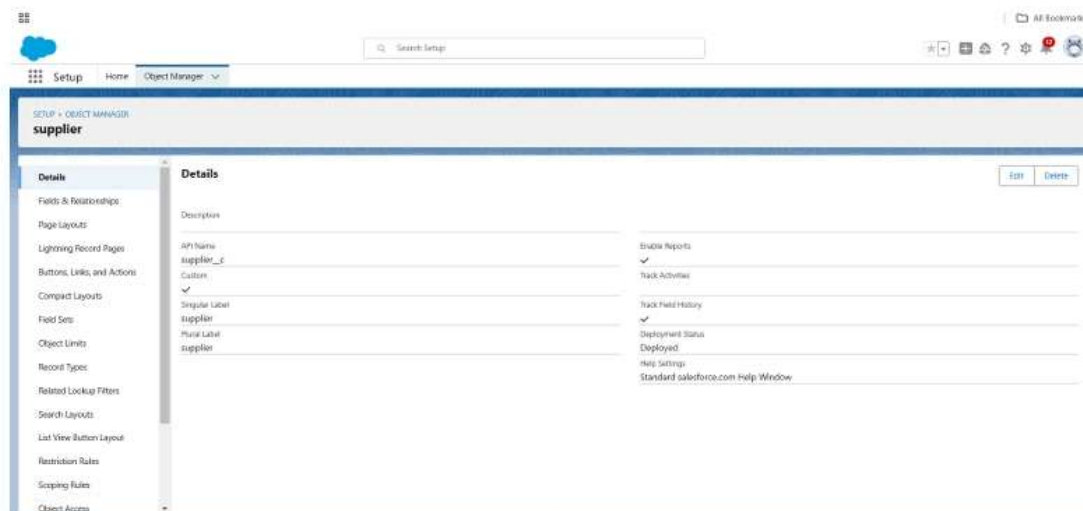 All Bookmarks
Search Setup
12
Setup Home Object Manager
SETUP > OBJECT MANAGER
supplier
Details
Fields & Relationships
Page Layouts
Lightning Record Pages
Buttons, Links, and Actions
Compact Layouts
Field Sets
Object Limits
Record Types
Related Lookup Filters
Search Layouts
List View Button Layout
Restriction Rules
Scoping Rules
Object Access
Details
Edit Delete
Description
API Name
supplier__c
Custom
Singular Label
supplier
Plural Label
supplier
Enable Reports
Track Activities
Track Field History
Deployment Status
Deployed
Help Settings
Standard salesforce.com Help Window